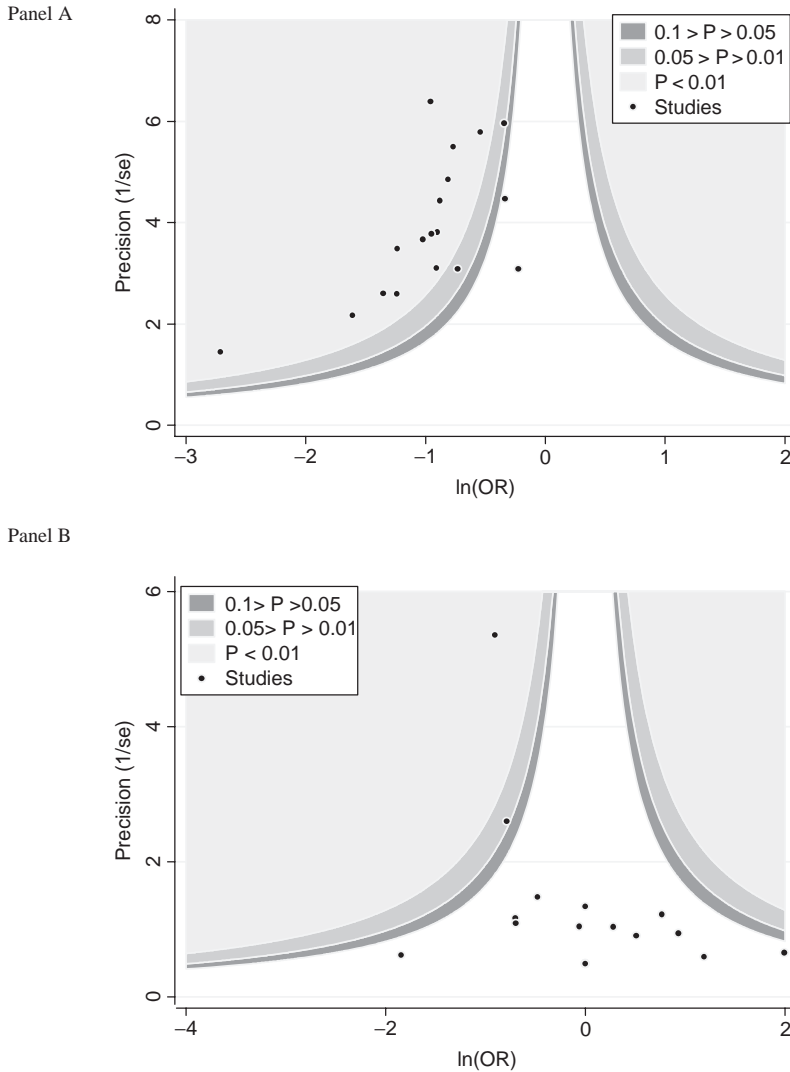 Panel A
8
6
4
2
0
Precision (1/se)
0.1 > P > 0.05
0.05 > P > 0.01
P < 0.01
Studies
−3
−2
−1
0
1
2
ln(OR)
Panel B
6
4
2
0
Precision (1/se)
0.1> P >0.05
0.05> P > 0.01
P < 0.01
Studies
−4
−2
0
2
ln(OR)